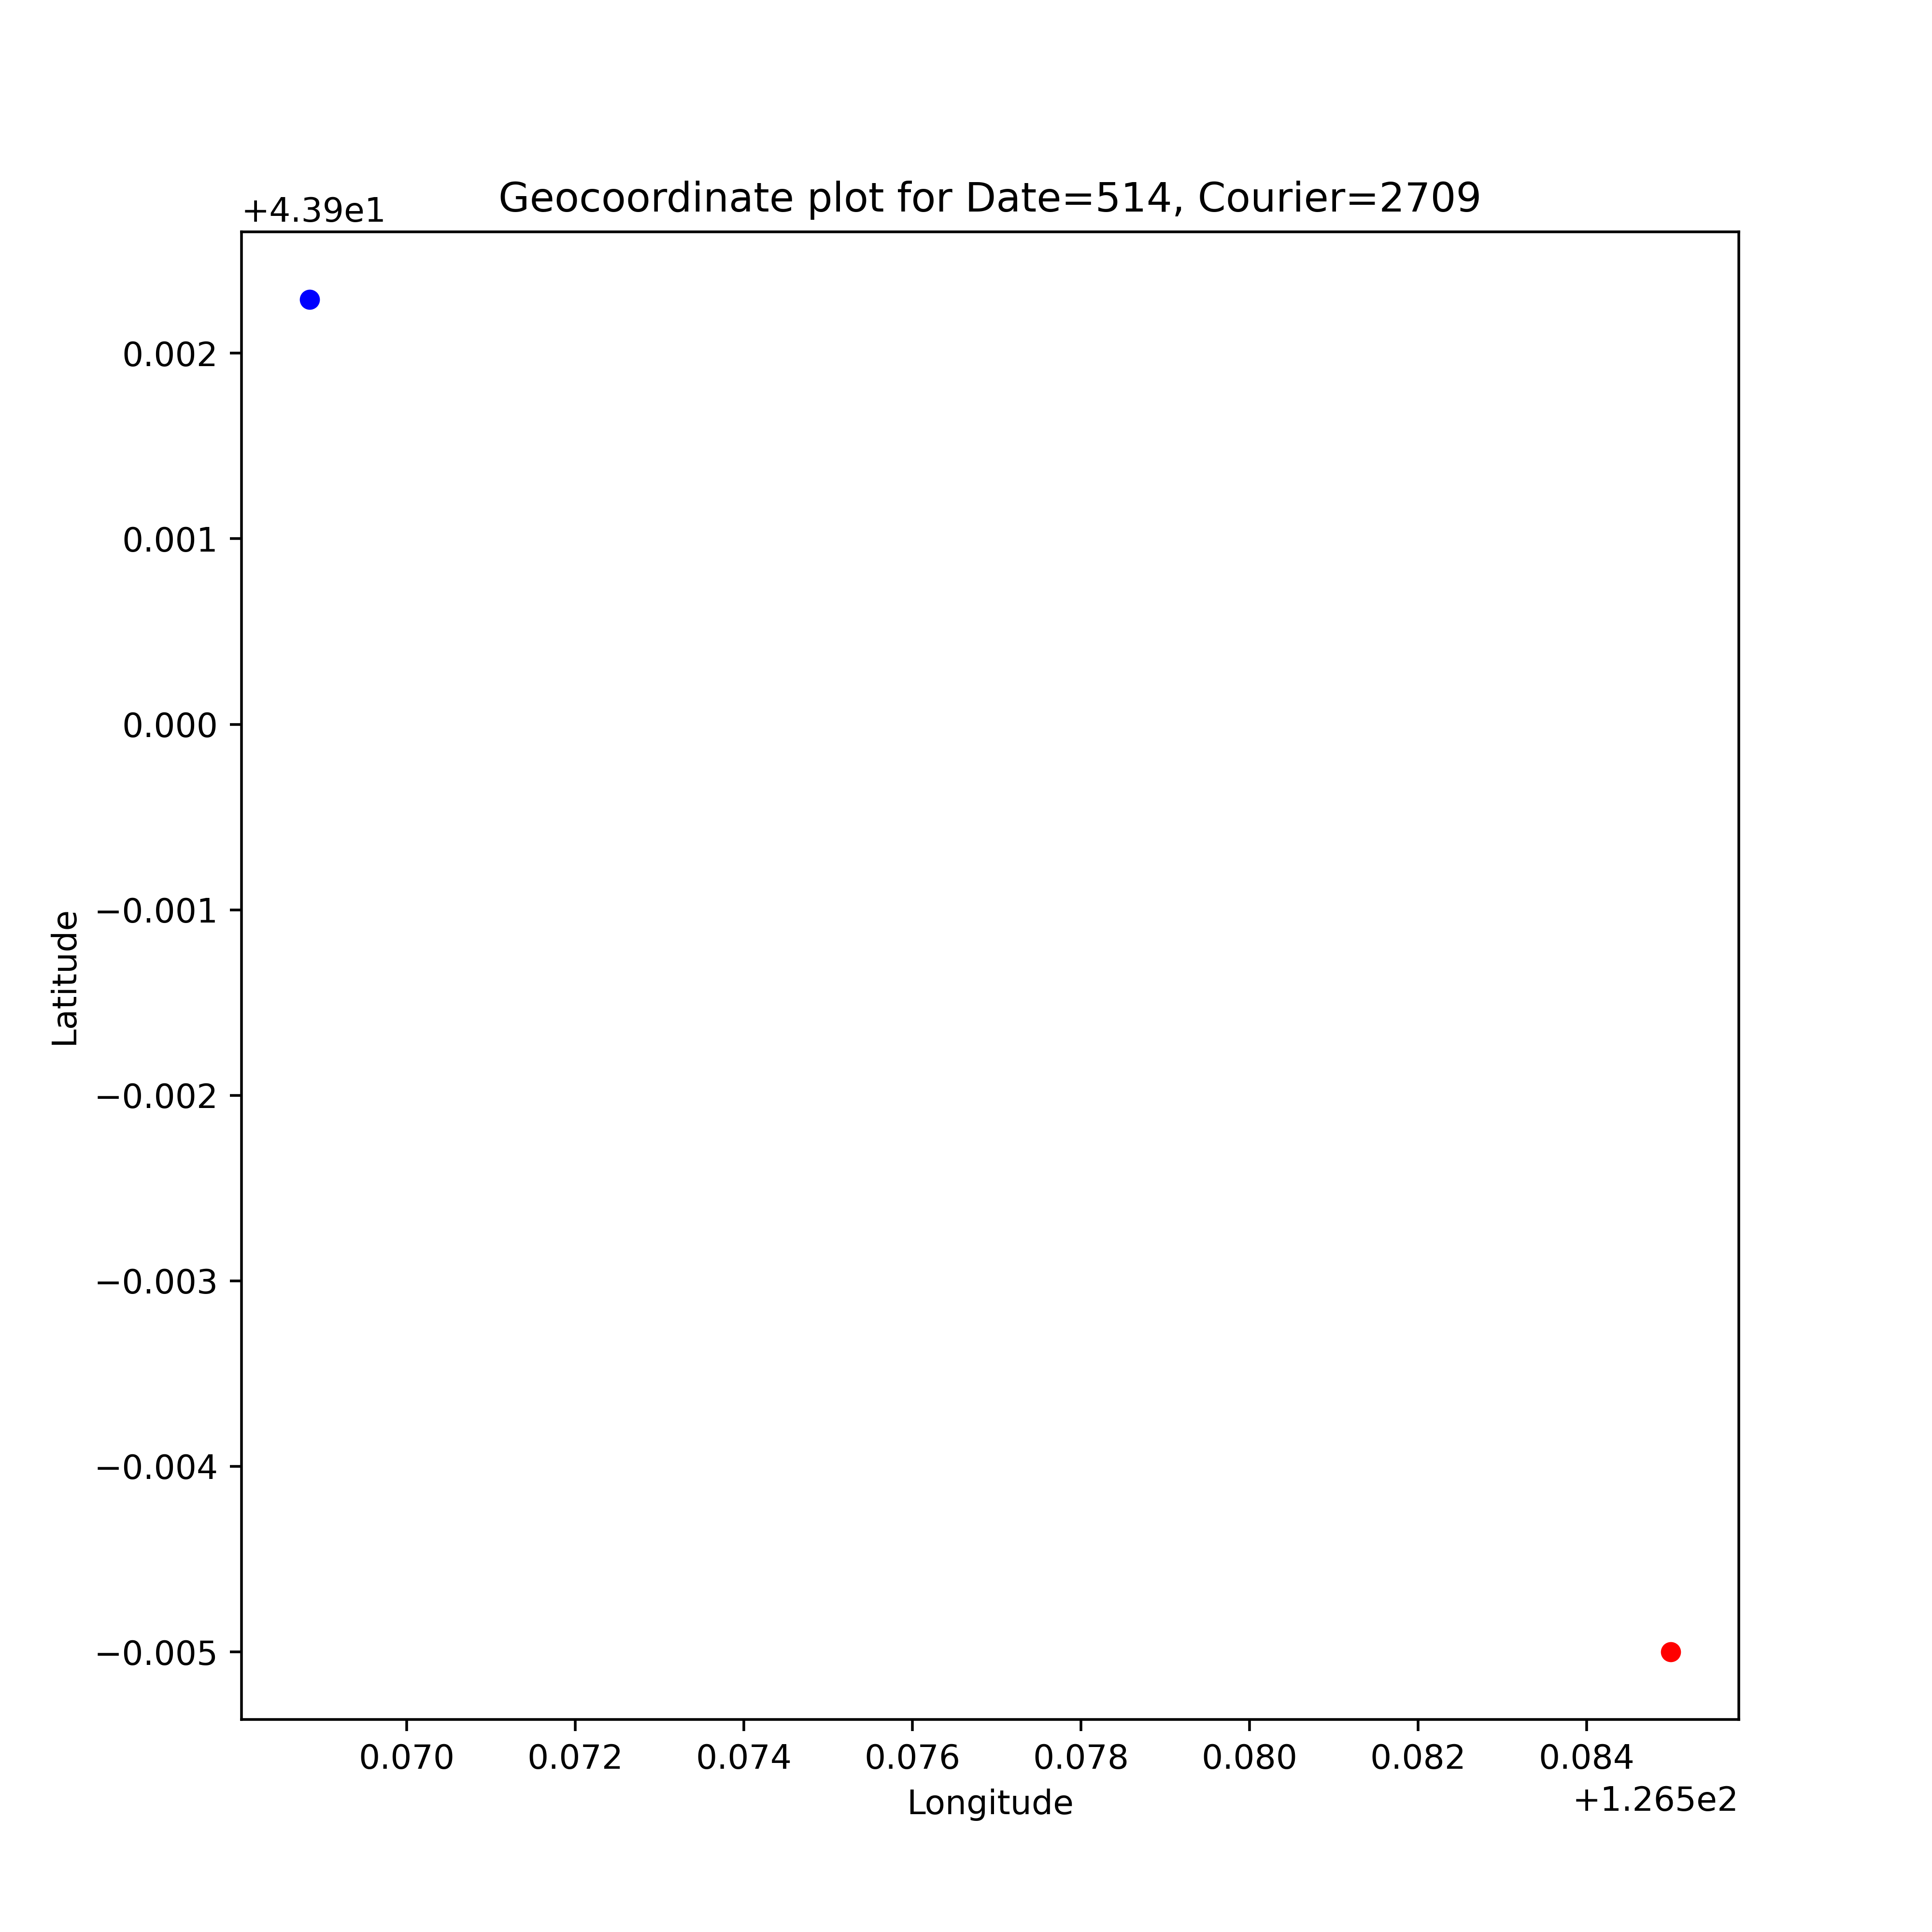 Geocoordinate plot for Date=514, Courier=2709
+4.39e1
0.002
0.001
0.000
−0.001
−0.002
−0.003
−0.004
−0.005
Latitude
0.070 0.072 0.074 0.076 0.078 0.080 0.082 0.084
+1.265e2
Longitude